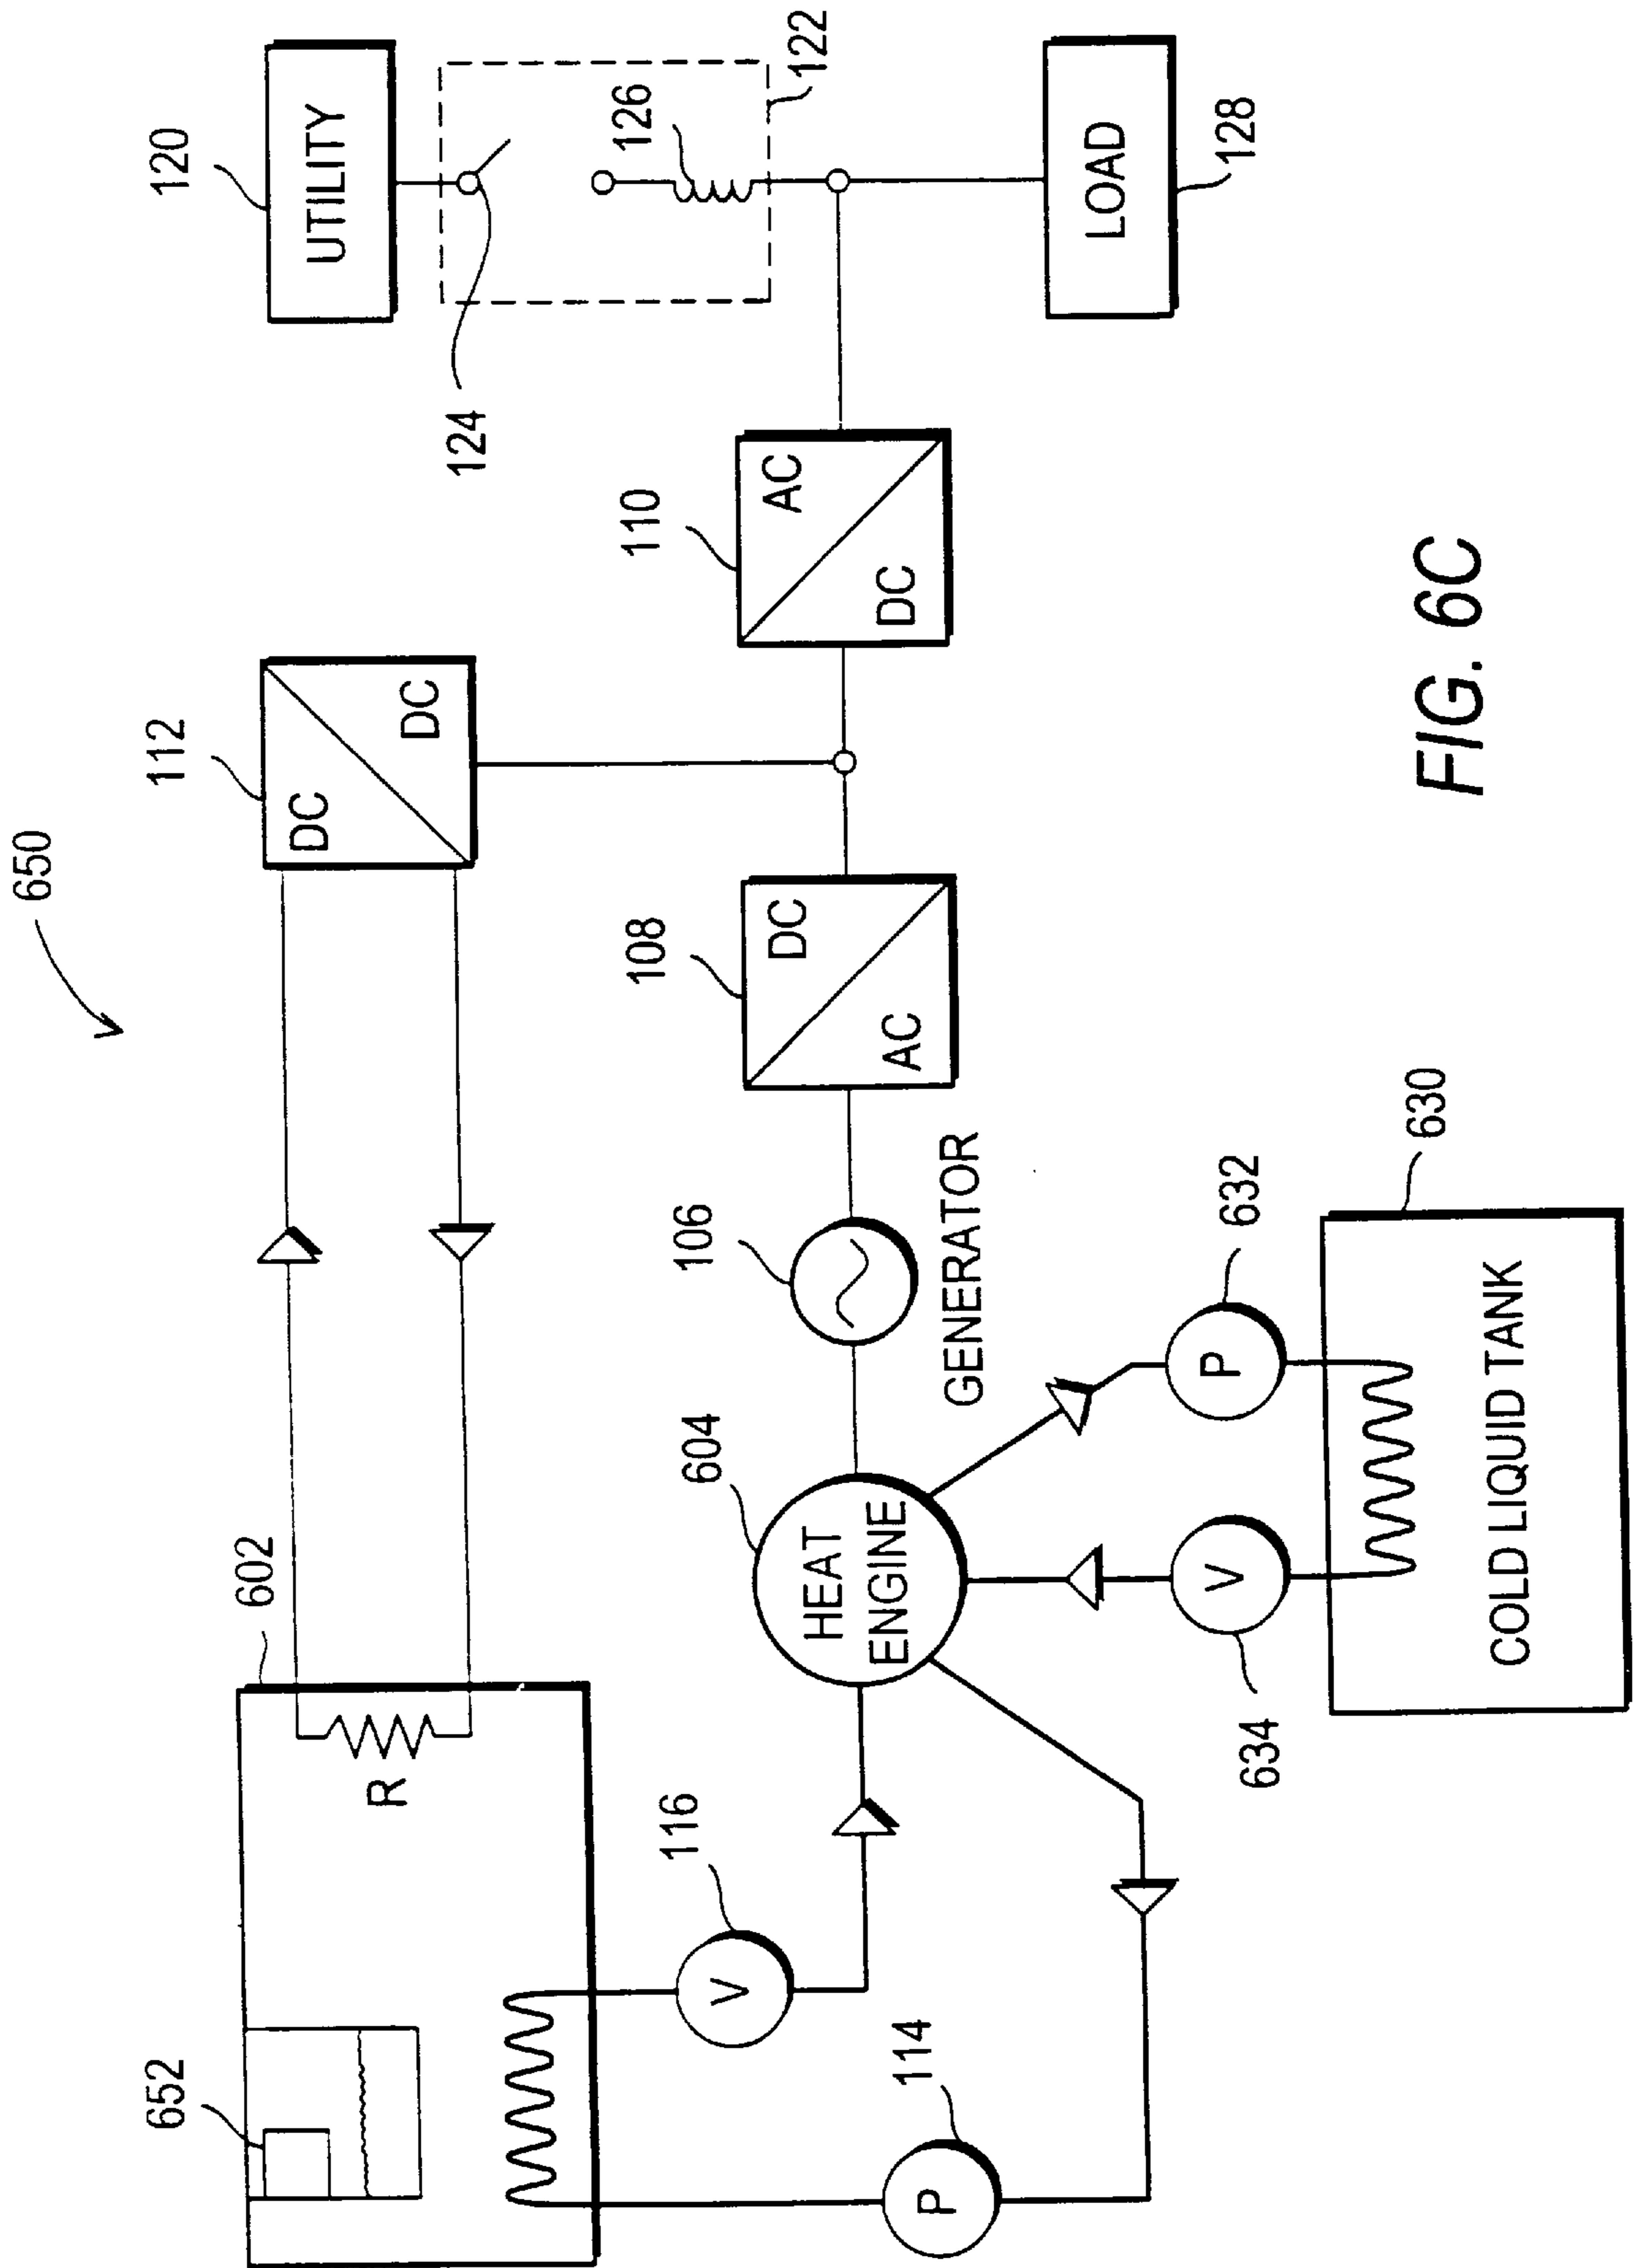 650
602
652
R
112
DC
DC
120
UTILITY
124
126
122
116
V
114
P
604
HEAT
ENGINE
106
GENERATOR
108
DC
AC
110
AC
DC
LOAD
128
634
V
632
P
630
COLD LIQUID TANK
FIG. 6C